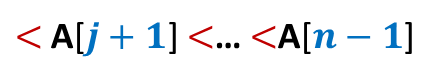 < A[j + 1] <... <A[n − 1]